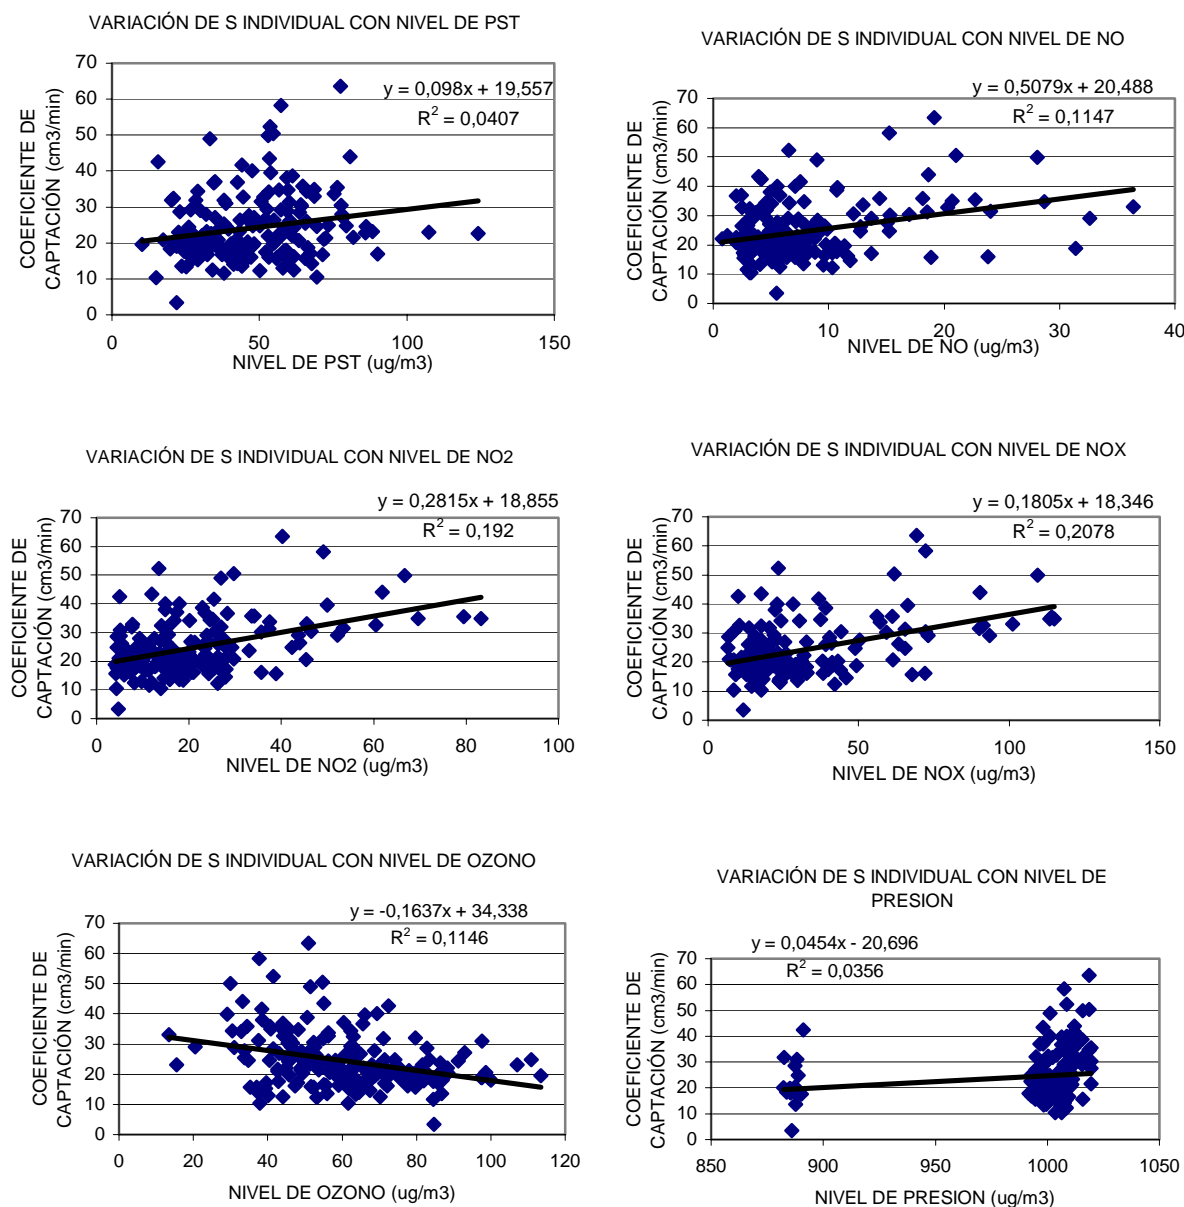 VARIACIÓN DE S INDIVIDUAL CON NIVEL DE PST
COEFICIENTE DE
CAPTACIÓN (cm3/min)
y = 0,098x + 19,557
R2 = 0,0407
70
60
50
40
30
20
10
0
0 50 100 150
NIVEL DE PST (ug/m3)
VARIACIÓN DE S INDIVIDUAL CON NIVEL DE NO
COEFICIENTE DE
CAPTACIÓN (cm3/min)
y = 0,5079x + 20,488
R2 = 0,1147
70
60
50
40
30
20
10
0
0 10 20 30 40
NIVEL DE NO (ug/m3)
VARIACIÓN DE S INDIVIDUAL CON NIVEL DE NO2
COEFICIENTE DE
CAPTACIÓN (cm3/min)
y = 0,2815x + 18,855
R2 = 0,192
70
60
50
40
30
20
10
0
0 20 40 60 80 100
NIVEL DE NO2 (ug/m3)
VARIACIÓN DE S INDIVIDUAL CON NIVEL DE NOX
COEFICIENTE DE
CAPTACIÓN (cm3/min)
y = 0,1805x + 18,346
R2 = 0,2078
70
60
50
40
30
20
10
0
0 50 100 150
NIVEL DE NOX (ug/m3)
VARIACIÓN DE S INDIVIDUAL CON NIVEL DE OZONO
COEFICIENTE DE
CAPTACIÓN (cm3/min)
y = -0,1637x + 34,338
R2 = 0,1146
70
60
50
40
30
20
10
0
0 20 40 60 80 100 120
NIVEL DE OZONO (ug/m3)
VARIACIÓN DE S INDIVIDUAL CON NIVEL DE
PRESION
COEFICIENTE DE
CAPTACIÓN (cm3/min)
y = 0,0454x - 20,696
R2 = 0,0356
70
60
50
40
30
20
10
0
850 900 950 1000 1050
NIVEL DE PRESION (ug/m3)